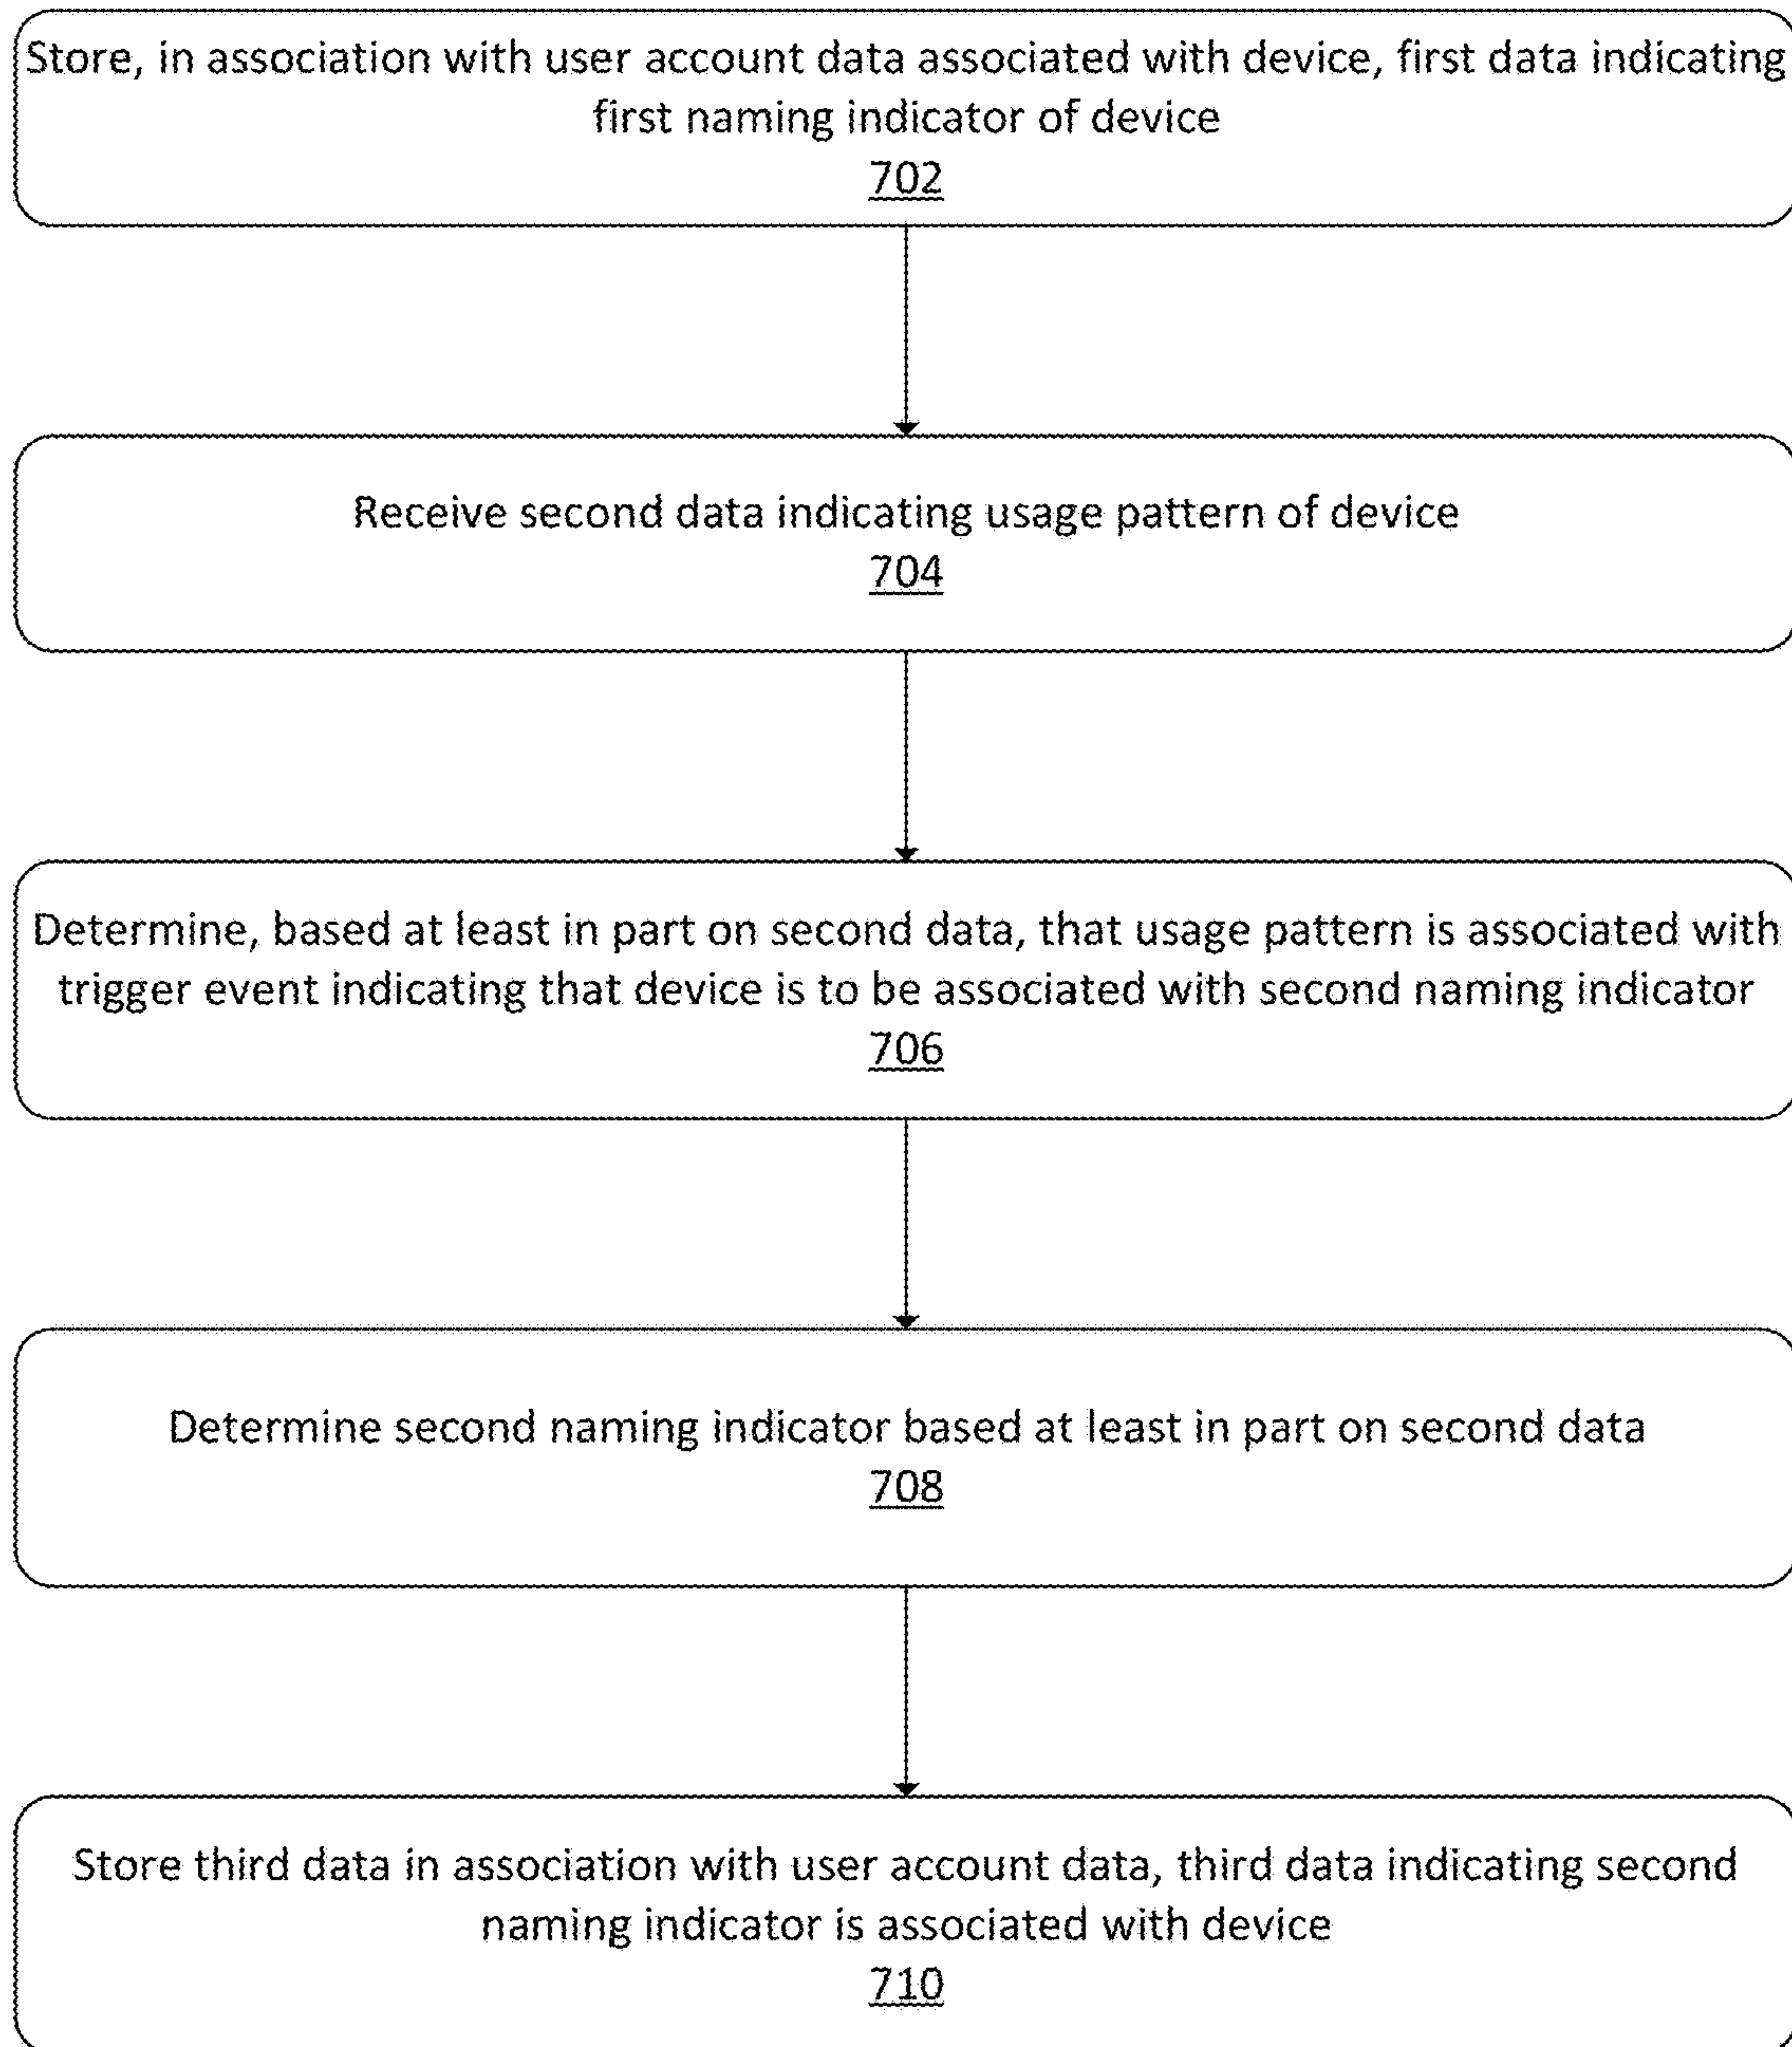 Store, in association with user account data associated with device, first data indicating
first naming indicator of device
702
Receive second data indicating usage pattern of device
704
Determine, based at least in part on second data, that usage pattern is associated with
trigger event indicating that device is to be associated with second naming indicator
706
Determine second naming indicator based at least in part on second data
708
Store third data in association with user account data, third data indicating second
naming indicator is associated with device
710